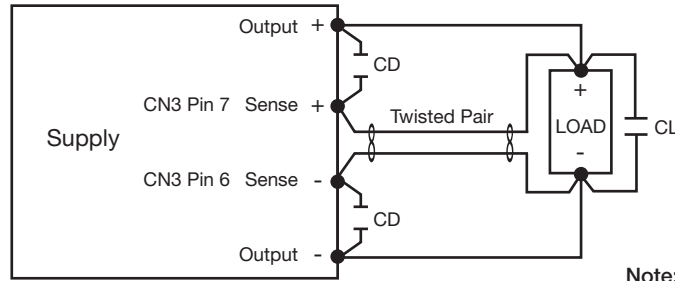 Output +
CD
CN3 Pin 7 Sense +
Twisted Pair
+
LOAD
-
CL
Supply
CN3 Pin 6 Sense -
CD
Output -
Note: